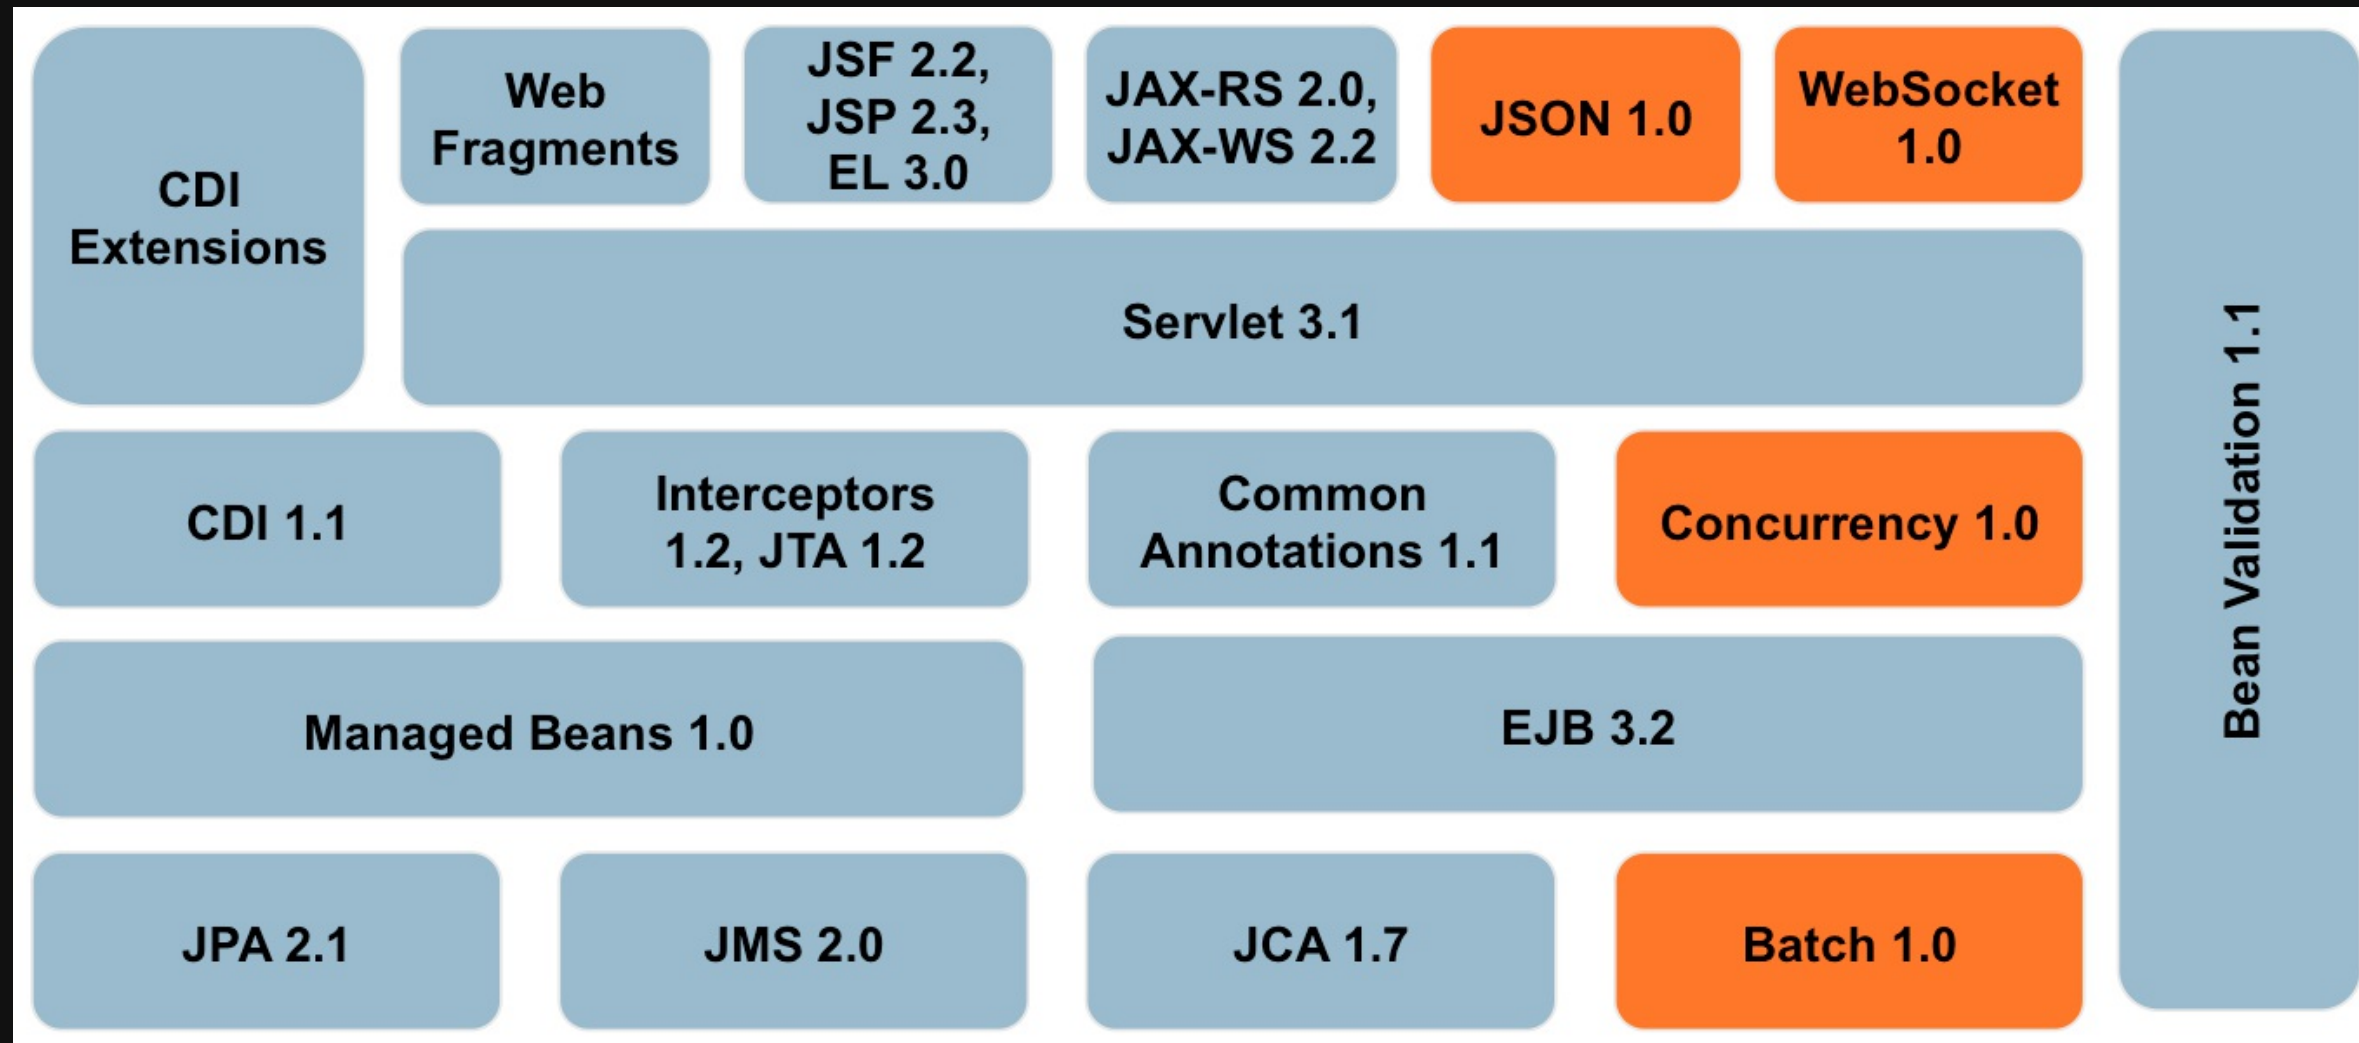 CDI
Extensions
Web
Fragments
JSF 2.2,
JSP 2.3,
EL 3.0
JAX-RS 2.0,
JAX-WS 2.2
JSON 1.0
WebSocket
1.0
Servlet 3.1
CDI 1.1
Interceptors
1.2, JTA 1.2
Common
Annotations 1.1
Concurrency 1.0
Managed Beans 1.0
EJB 3.2
JPA 2.1
JMS 2.0
JCA 1.7
Batch 1.0
Bean Validation 1.1